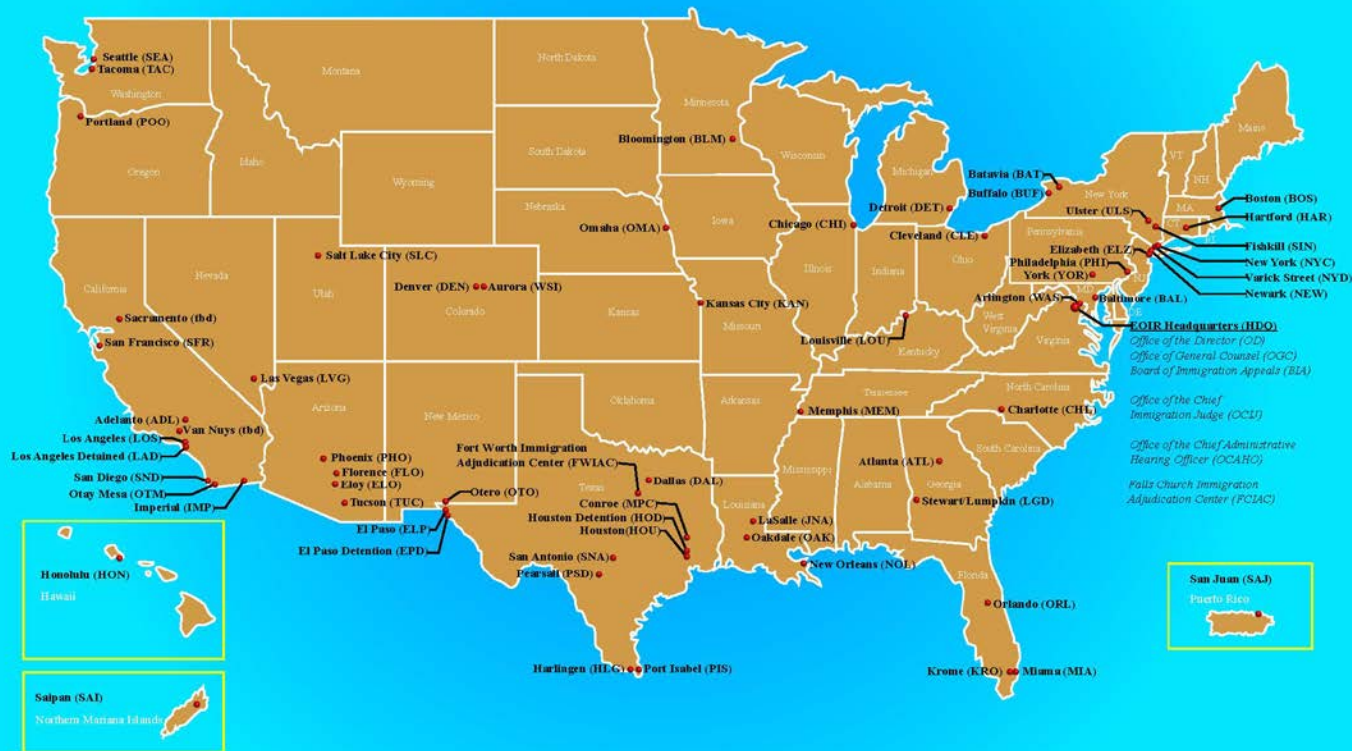 Seattle (SEA)
Tacoma (TAC)
Washington
Portland (POO)
Oregon
Idaho
Montana
North Dakota
South Dakota
Minnesota
Bloomington (BLM)
Wisconsin
Michigan
Wyoming
Nebraska
Iowa
Omaha (OMA)
Chicago (CHI)
Detroit (DET)
Cleveland (CLE)
Batavia (BAT)
Buffalo (BUF)
New York
VT
NH
Maine
MA
CT
RI
Boston (BOS)
Hartford (HAR)
Ulster (ULS)
Fishkill (SIN)
Pennsylvania
Elizabeth (ELZ)
New York (NYC)
Philadelphia (PHI)
Varick Street (NYD)
York (YOR)
Newark (NEW)
NJ
MD
DE
Arlington (WAS)
Baltimore (BAL)
EOIR Headquarters (HDQ)
Office of the Director (OD)
Office of General Counsel (OGC)
Board of Immigration Appeals (BIA)
Office of the Chief
Immigration Judge (OCIJ)
Office of the Chief Administrative
Hearing Officer (OCAHO)
Falls Church Immigration
Adjudication Center (FCIAC)
Nevada
California
Utah
Salt Lake City (SLC)
Denver (DEN)
Aurora (WSI)
Colorado
Kansas
Kansas City (KAN)
Missouri
Illinois
Indiana
Ohio
West
Virginia
Virginia
Louisville (LOU)
Kentucky
Sacramento (tbd)
San Francisco (SFR)
Las Vegas (LVG)
Arizona
New Mexico
Oklahoma
Arkansas
Tennessee
Memphis (MEM)
North Carolina
Charlotte (CHL)
South Carolina
Adelanto (ADL)
Van Nuys (tbd)
Los Angeles (LOS)
Los Angeles Detained (LAD)
San Diego (SND)
Otay Mesa (OTM)
Imperial (IMP)
Phoenix (PHO)
Florence (FLO)
Eloy (ELO)
Tucson (TUC)
Otero (OTO)
El Paso (ELP)
El Paso Detention (EPD)
Fort Worth Immigration
Adjudication Center (FWIAC)
Dallas (DAL)
Texas
Conroe (MPC)
Houston Detention (HOD)
Houston(HOU)
San Antonio (SNA)
Pearsall (PSD)
Harlingen (HLG)
Port Isabel (PIS)
Louisiana
LaSalle (JNA)
Oakdale (OAK)
New Orleans (NOL)
Mississippi
Alabama
Georgia
Atlanta (ATL)
Stewart/Lumpkin (LGD)
Florida
Orlando (ORL)
Krome (KRO)
Miama (MIA)
Honolulu (HON)
Hawaii
Saipan (SAI)
Northern Mariana Islands
San Juan (SAJ)
Puerto Rico